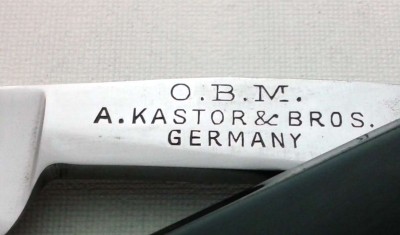 O.B.M.
A. KASTOR & BROS.
GERMANY